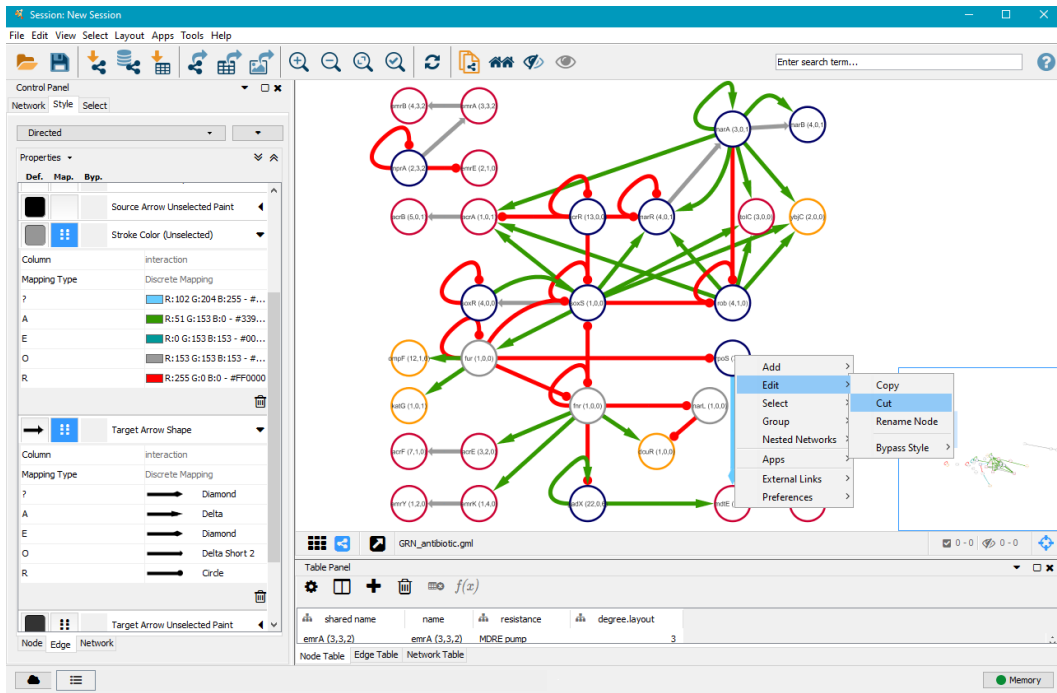 Session: New Session
File Edit View Select Layout Apps Tools Help
Enter search term...
Control Panel
Network Style Select
Directed
Properties
Def. Map. Byp.
Source Arrow Unselected Paint
Stroke Color (Unselected)
Column interaction
Mapping Type Discrete Mapping
? R:102 G:204 B:255 - #...
A R:51 G:153 B:0 - #339...
E R:0 G:153 B:153 - #00...
O R:153 G:153 B:153 - #...
R R:255 G:0 B:0 - #FF0000
Target Arrow Shape
Column interaction
Mapping Type Discrete Mapping
? Diamond
A Delta
E Diamond
O Delta Short 2
R Circle
Target Arrow Unselected Paint
Node Edge Network
emrB (4,3,2) emrA (3,3,2)
marA (3,0,1) marB (4,0,1)
mprA (2,3,2) emrE (2,1,0)
acrB (5,0,1) acrA (1,0,1) acrR (13,0,0) marR (4,0,1) tolC (3,0,0) ybjC (2,0,0)
soxR (4,0,0) soxS (1,0,0) rob (4,1,0)
ompF (12,1,0) fur (1,0,0) rpoS (
katG (1,0,1) fnr (1,0,0) narL (1,0,0)
acrF (7,1,0) acrE (3,2,0) dcuR (1,0,0)
emrY (1,2,0) emrK (1,4,0) gadX (22,0,0) mdtE (
Add
Edit
Select
Group
Nested Networks
Apps
External Links
Preferences
Copy
Cut
Rename Node
Bypass Style
GRN_antibiotic.gml
0 - 0 0 - 0
Table Panel
f(x)
shared name name resistance degree.layout
emrA (3,3,2) emrA (3,3,2) MDRE pump 3
Node Table Edge Table Network Table
Memory